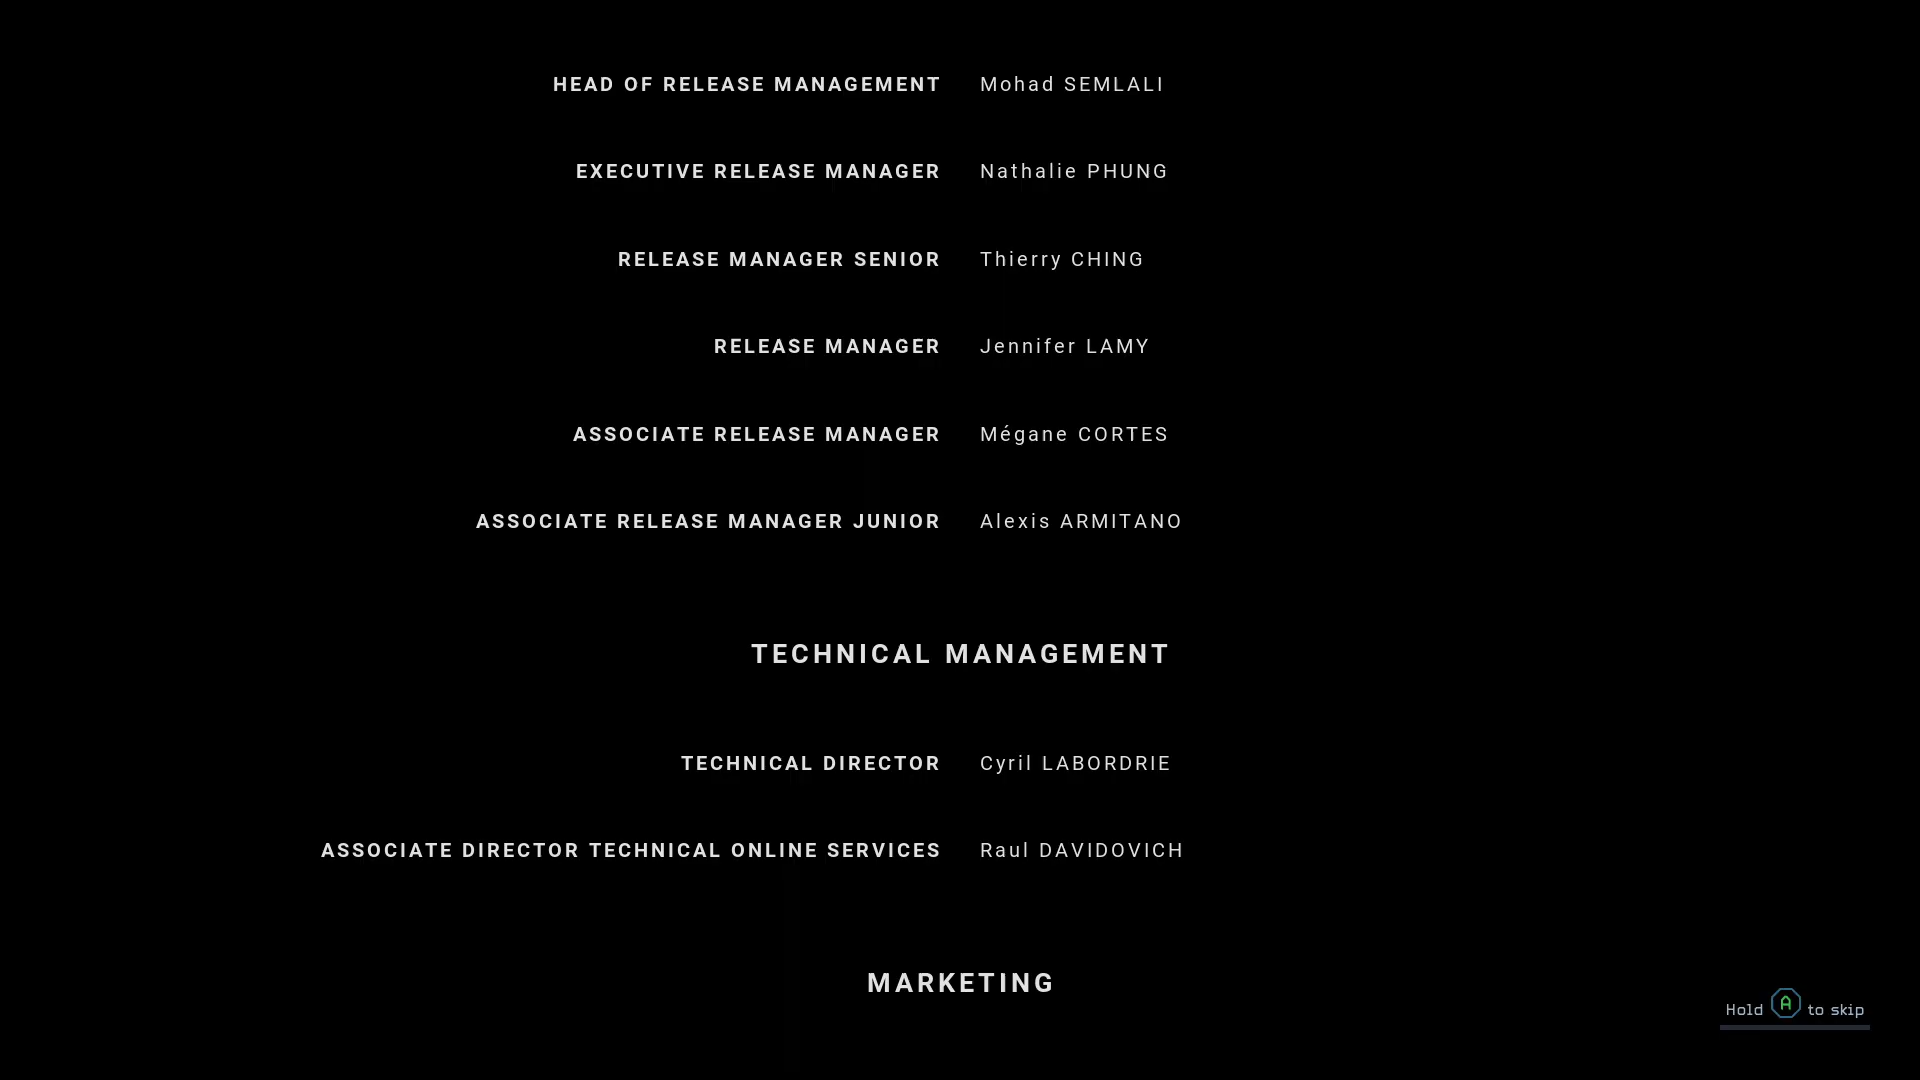 HEAD OF RELEASE MANAGEMENT Mohad SEMLALI
EXECUTIVE RELEASE MANAGER Nathalie PHUNG
RELEASE MANAGER SENIOR Thierry CHING
RELEASE MANAGER Jennifer LAMY
ASSOCIATE RELEASE MANAGER Mégane CORTES
ASSOCIATE RELEASE MANAGER JUNIOR Alexis ARMITANO
TECHNICAL MANAGEMENT
TECHNICAL DIRECTOR Cyril LABORDRIE
ASSOCIATE DIRECTOR TECHNICAL ONLINE SERVICES Raul DAVIDOVICH
MARKETING
Hold A to skip